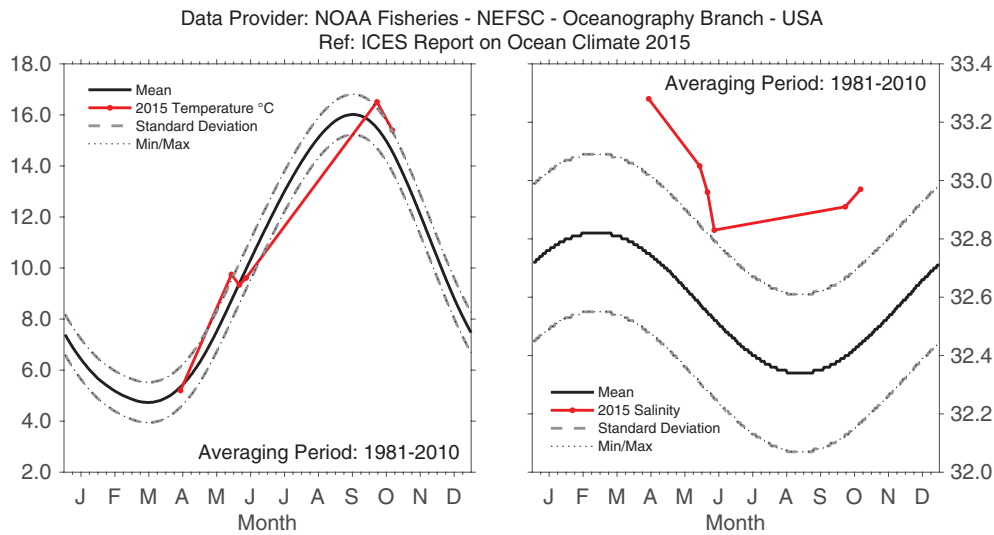 Data Provider: NOAA Fisheries - NEFSC - Oceanography Branch - USA
Ref: ICES Report on Ocean Climate 2015
18.0
16.0
14.0
12.0
10.0
8.0
6.0
4.0
2.0
Mean
2015 Temperature °C
Standard Deviation
Min/Max
Averaging Period: 1981-2010
J F M A M J J A S O N D
Month
Averaging Period: 1981-2010
33.4
33.2
33.0
32.8
32.6
32.4
32.2
32.0
Mean
2015 Salinity
Standard Deviation
Min/Max
J F M A M J J A S O N D
Month